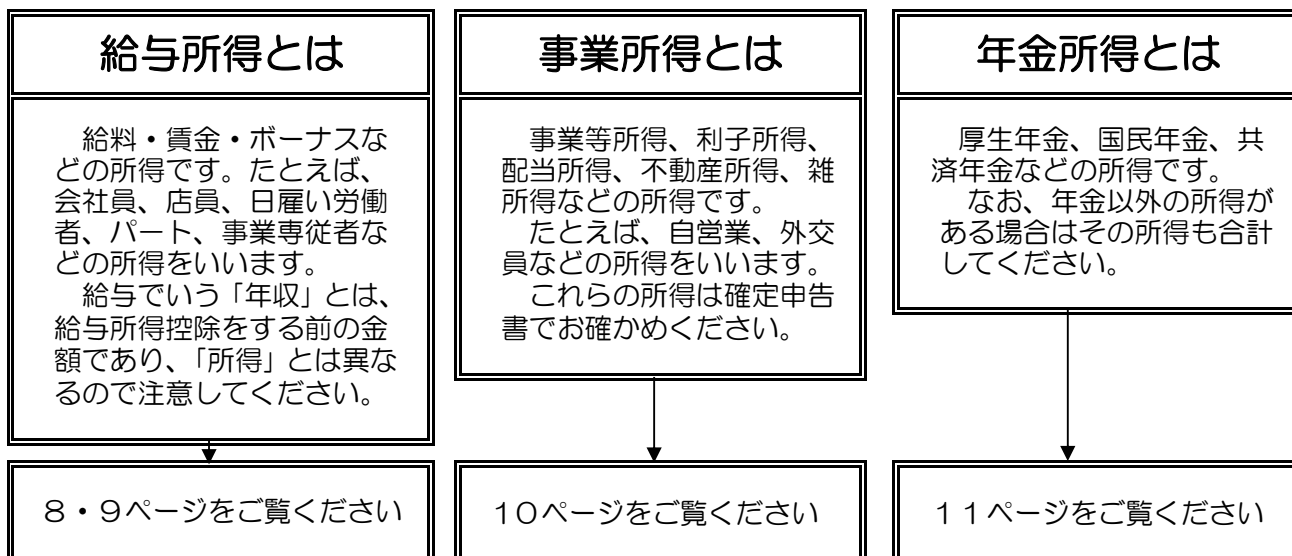 給与所得とは
給料・賃金・ボーナスな
どの所得です。たとえば、
会社員、店員、日雇い労働
者、パート、事業専従者な
どの所得をいいます。
給与でいう「年収」とは、
給与所得控除をする前の金
額であり、「所得」とは異な
るので注意してください。
８・９ページをご覧ください
事業所得とは
事業等所得、利子所得、
配当所得、不動産所得、雑
所得などの所得です。
たとえば、自営業、外交
員などの所得をいいます。
これらの所得は確定申告
書でお確かめください。
１０ページをご覧ください
年金所得とは
厚生年金、国民年金、共
済年金などの所得です。
なお、年金以外の所得が
ある場合はその所得も合計
してください。
１１ページをご覧ください